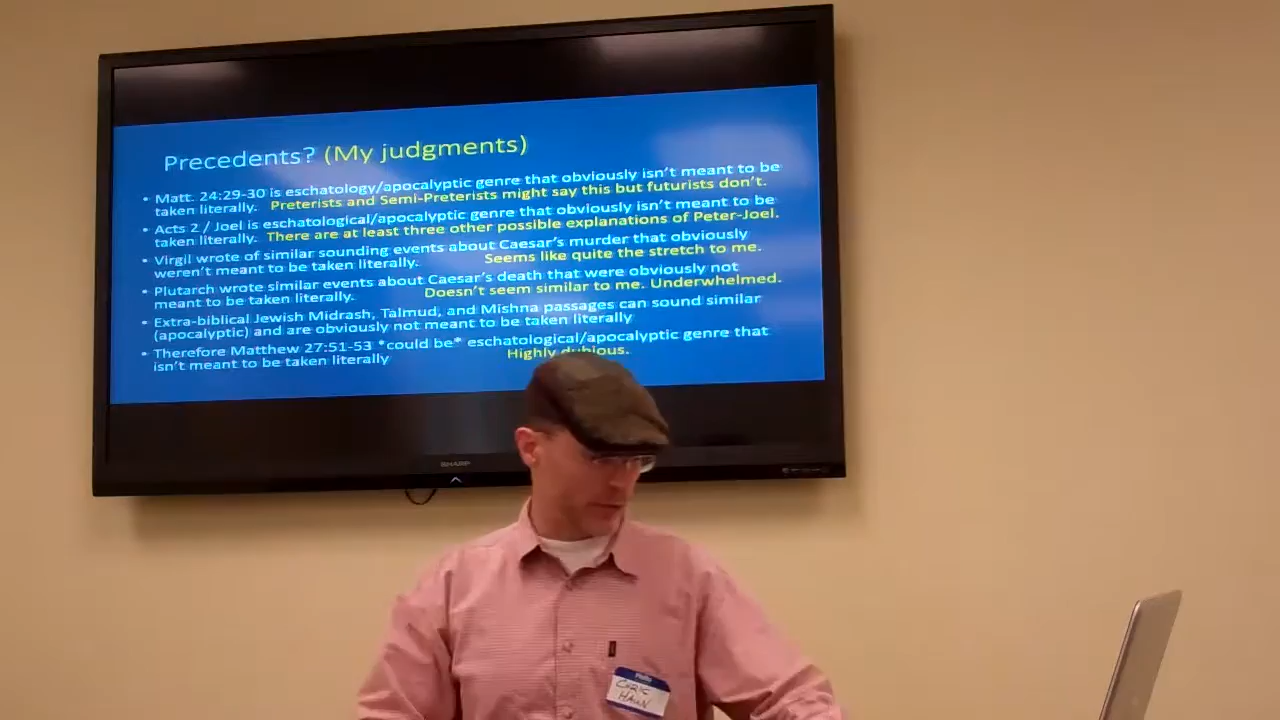 Precedents? (My judgments)
• Matt. 24:29-30 is eschatology/apocalyptic genre that obviously isn't meant to be
taken literally. Preterists and Semi-Preterists might say this but futurists don't.
• Acts 2 / Joel is eschatological/apocalyptic genre that obviously isn't meant to be
taken literally. There are at least three other possible explanations of Peter-Joel.
• Virgil wrote of similar sounding events about Caesar's murder that obviously
weren't meant to be taken literally. Seems like quite the stretch to me.
• Plutarch wrote similar events about Caesar's death that were obviously not
meant to be taken literally. Doesn't seem similar to me. Underwhelmed.
• Extra-biblical Jewish Midrash, Talmud, and Mishna passages can sound similar
(apocalyptic) and are obviously not meant to be taken literally
• Therefore Matthew 27:51-53 *could be* eschatological/apocalyptic genre that
isn't meant to be taken literally Highly dubious.
SHARP
Hello